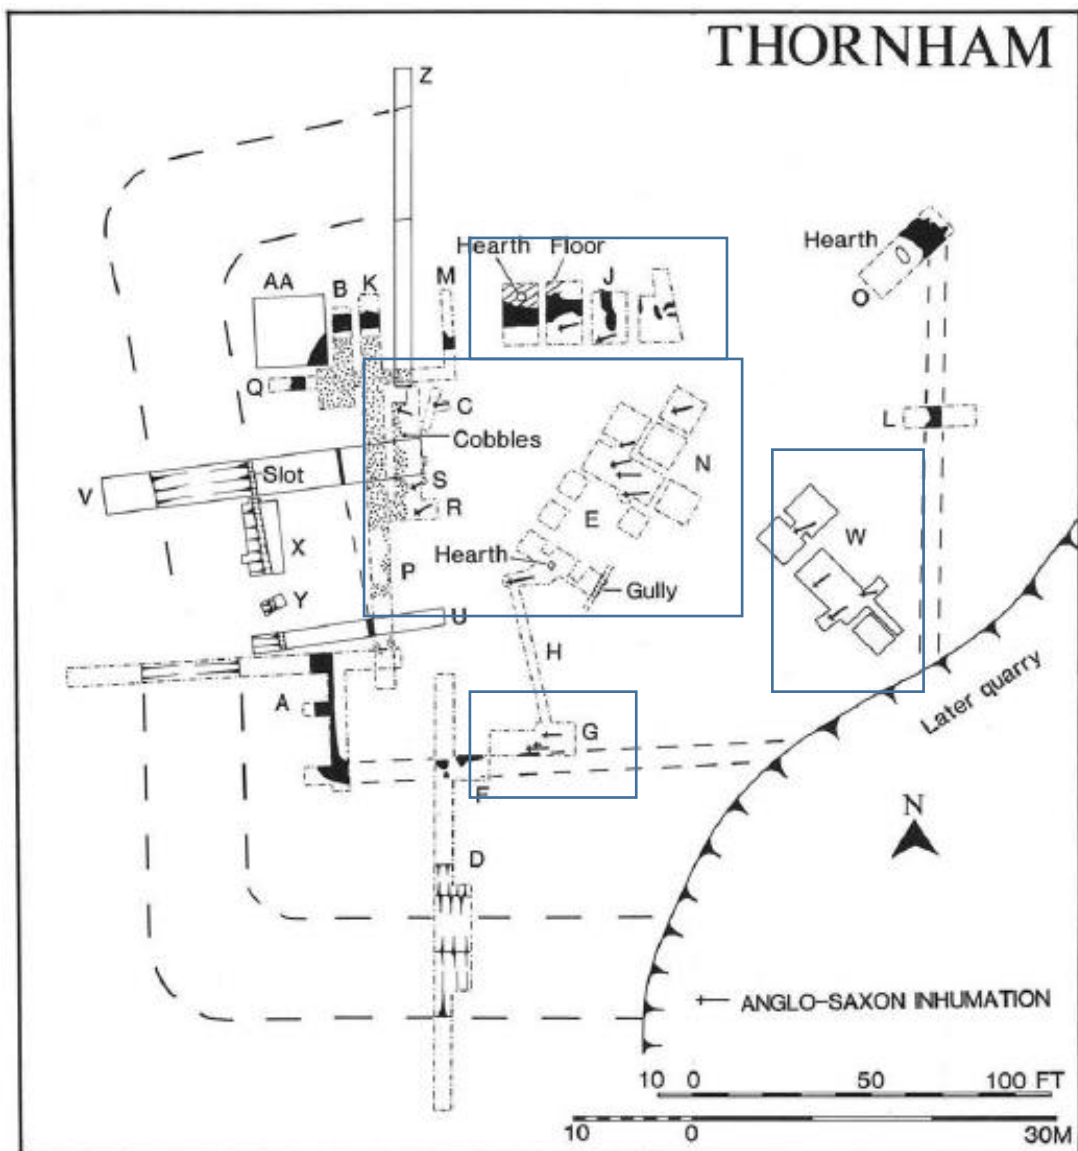 THORNHAM
Z
Hearth Floor
Hearth
AA
B
K
M
J
O
Q
C
L
Cobbles
N
Slot
V
S
R
E
W
X
Hearth
P
Gully
Y
U
H
A
G
Later quarry
F
N
D
ANGLO-SAXON INHUMATION
10 0 50 100 FT
10 0 30M